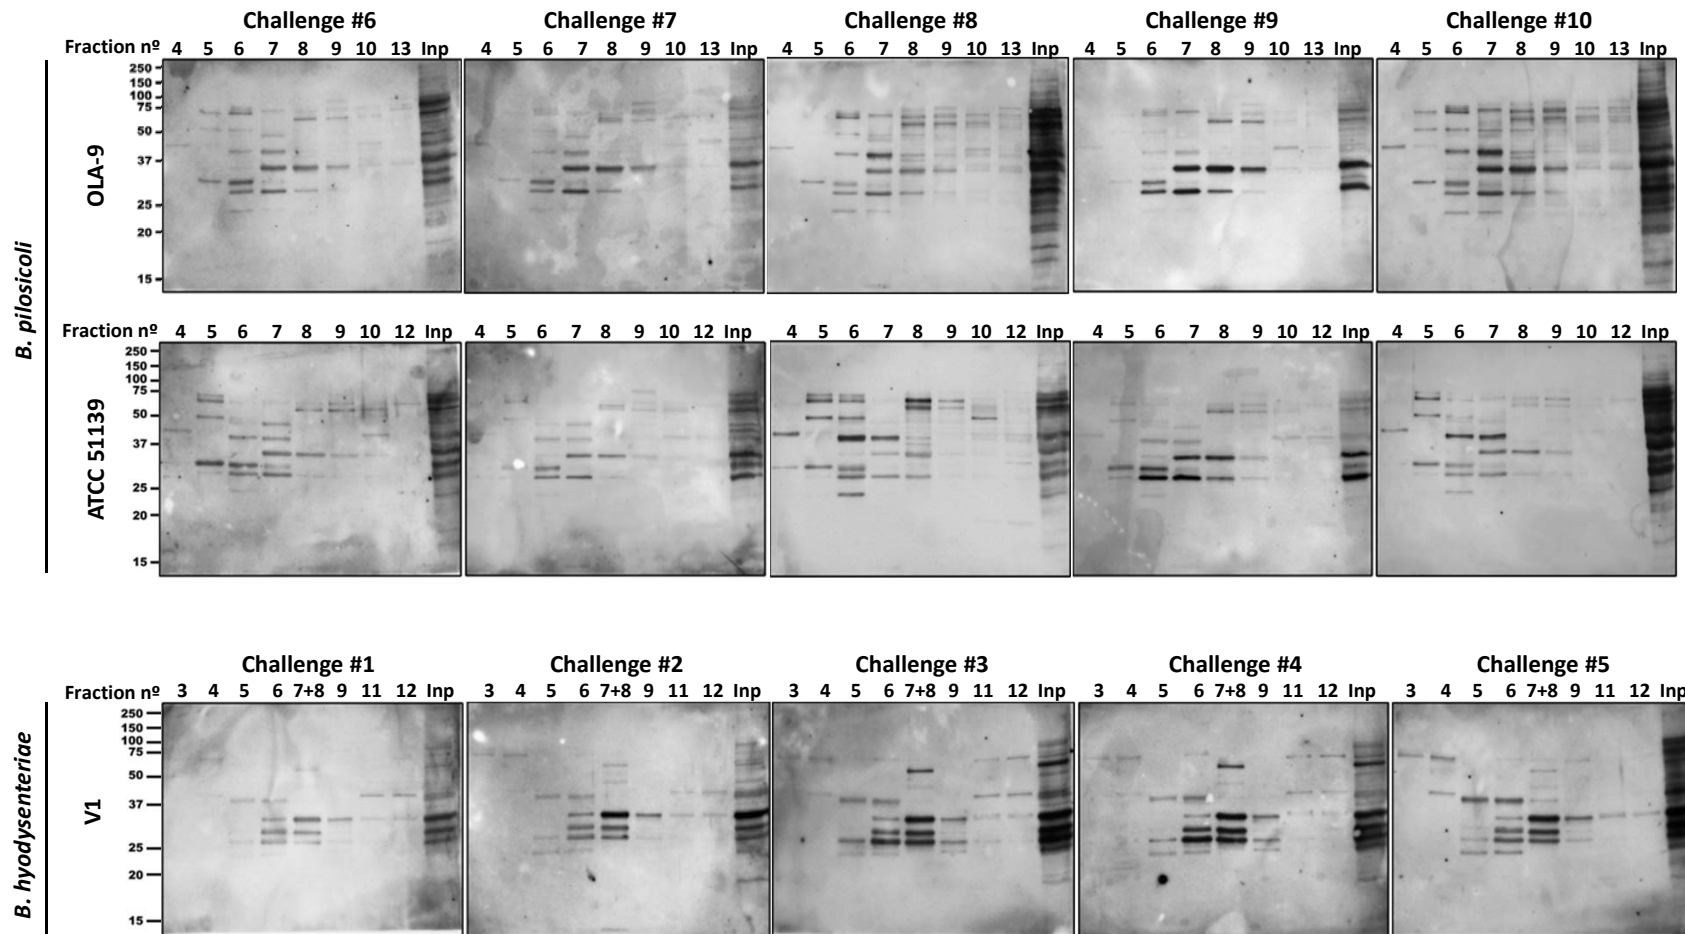 Challenge #6 Challenge #7 Challenge #8 Challenge #9 Challenge #10
Fraction nº 4 5 6 7 8 9 10 13 Inp 4 5 6 7 8 9 10 13 Inp 4 5 6 7 8 9 10 13 Inp 4 5 6 7 8 9 10 13 Inp 4 5 6 7 8 9 10 13 Inp
B. pilosicoli
OLA-9
250
150
100
75
50
37
25
20
15
Fraction nº 4 5 6 7 8 9 10 12 Inp 4 5 6 7 8 9 10 12 Inp 4 5 6 7 8 9 10 12 Inp 4 5 6 7 8 9 10 12 Inp 4 5 6 7 8 9 10 12 Inp
ATCC 51139
250
150
100
75
50
37
25
20
15
Challenge #1 Challenge #2 Challenge #3 Challenge #4 Challenge #5
Fraction nº 3 4 5 6 7+8 9 11 12 Inp 3 4 5 6 7+8 9 11 12 Inp 3 4 5 6 7+8 9 11 12 Inp 3 4 5 6 7+8 9 11 12 Inp 3 4 5 6 7+8 9 11 12 Inp
B. hyodysenteriae
V1
250
150
100
75
50
37
25
20
15